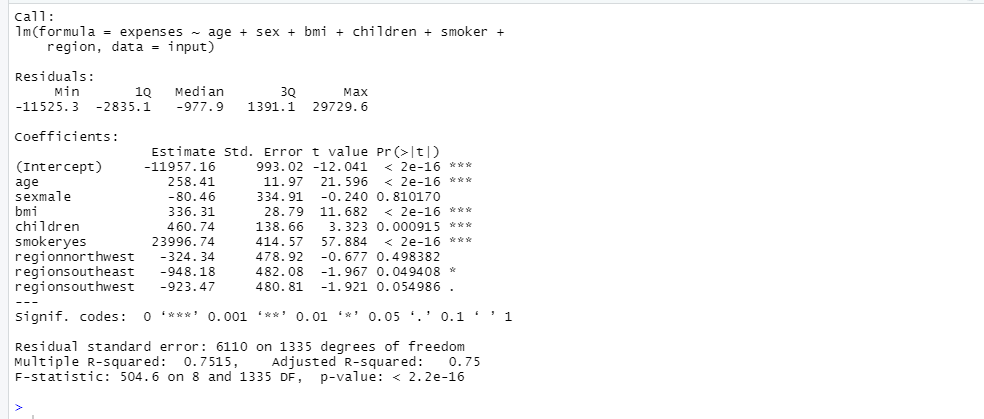 Call:
lm(formula = expenses ~ age + sex + bmi + children + smoker +
    region, data = input)
Residuals:
     Min       1Q   Median       3Q      Max
-11525.3  -2835.1   -977.9   1391.1  29729.6
Coefficients:
                 Estimate Std. Error t value Pr(>|t|)
(Intercept)     -11957.16     993.02 -12.041  < 2e-16 ***
age                258.41      11.97  21.596  < 2e-16 ***
sexmale            -80.46     334.91  -0.240 0.810170
bmi                336.31      28.79  11.682  < 2e-16 ***
children           460.74     138.66   3.323 0.000915 ***
smokeryes        23996.74     414.57  57.884  < 2e-16 ***
regionnorthwest   -324.34     478.92  -0.677 0.498382
regionsoutheast   -948.18     482.08  -1.967 0.049408 *
regionsouthwest   -923.47     480.81  -1.921 0.054986 .
---
Signif. codes:  0 ‘***’ 0.001 ‘**’ 0.01 ‘*’ 0.05 ‘.’ 0.1 ‘ ’ 1
Residual standard error: 6110 on 1335 degrees of freedom
Multiple R-squared:  0.7515,    Adjusted R-squared:   0.75
F-statistic: 504.6 on 8 and 1335 DF,  p-value: < 2.2e-16
>